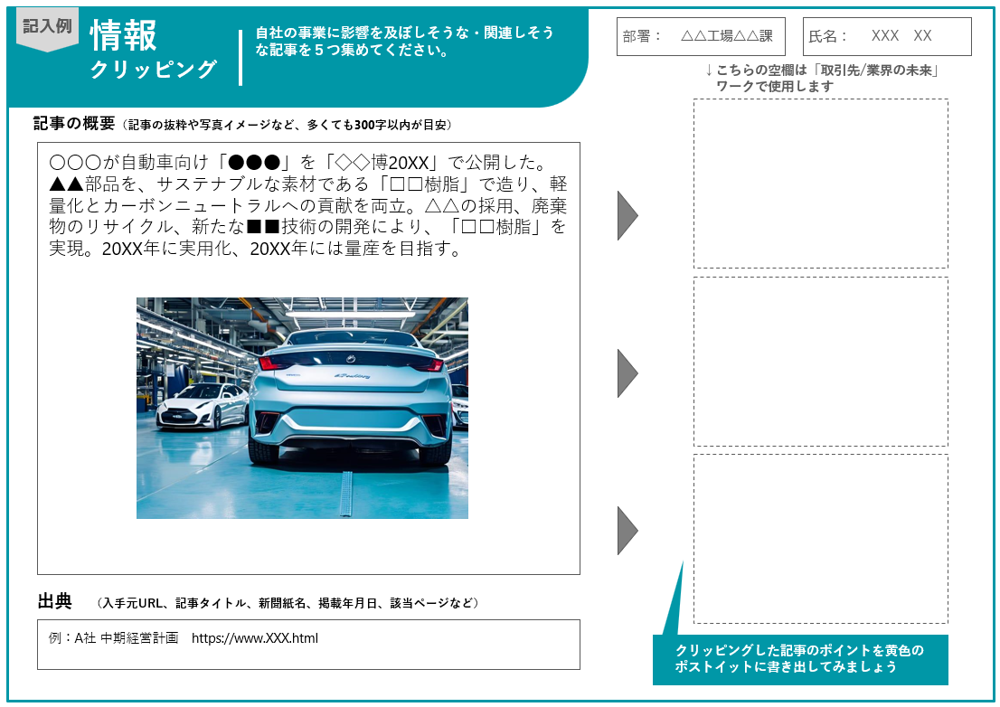 記入例
情報
クリッピング
自社の事業に影響を及ぼしそうな・関連しそう
な記事を５つ集めてください。
部署： △△工場△△課
氏名： XXX XX
↓こちらの空欄は「取引先/業界の未来」
ワークで使用します
記事の概要（記事の抜粋や写真イメージなど、多くても300字以内が目安）
〇〇〇が自動車向け「●●●」を「◇◇博20XX」で公開した。
▲▲部品を、サステナブルな素材である「□□樹脂」で造り、軽
量化とカーボンニュートラルへの貢献を両立。△△の採用、廃棄
物のリサイクル、新たな■■技術の開発により、「□□樹脂」を
実現。20XX年に実用化、20XX年には量産を目指す。
出典 （入手元URL、記事タイトル、新聞紙名、掲載年月日、該当ページなど）
例：A社 中期経営計画 https://www.XXX.html
クリッピングした記事のポイントを黄色の
ポストイットに書き出してみましょう